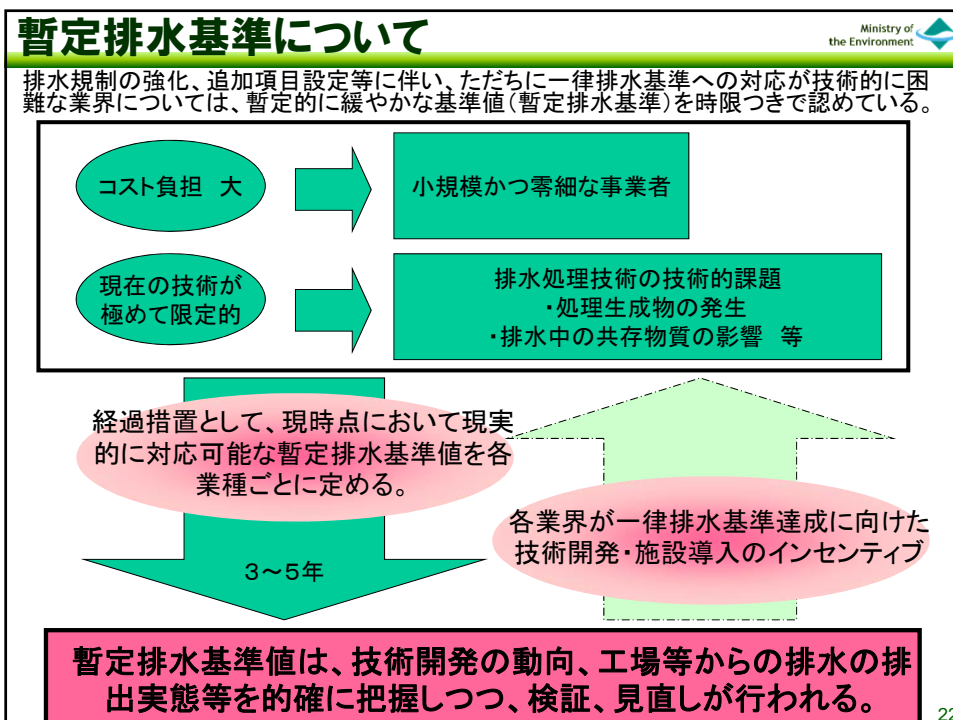 暫定排水基準について
Ministry of
the Environment
排水規制の強化、追加項目設定等に伴い、ただちに一律排水基準への対応が技術的に困
難な業界については、暫定的に緩やかな基準値(暫定排水基準)を時限つきで認めている。
コスト負担 大
小規模かつ零細な事業者
現在の技術が
極めて限定的
排水処理技術の技術的課題
・処理生成物の発生
・排水中の共存物質の影響 等
経過措置として、現時点において現実
的に対応可能な暫定排水基準値を各
業種ごとに定める。
各業界が一律排水基準達成に向けた
技術開発・施設導入のインセンティブ
3~5年
暫定排水基準値は、技術開発の動向、工場等からの排水の排
出実態等を的確に把握しつつ、検証、見直しが行われる。
22